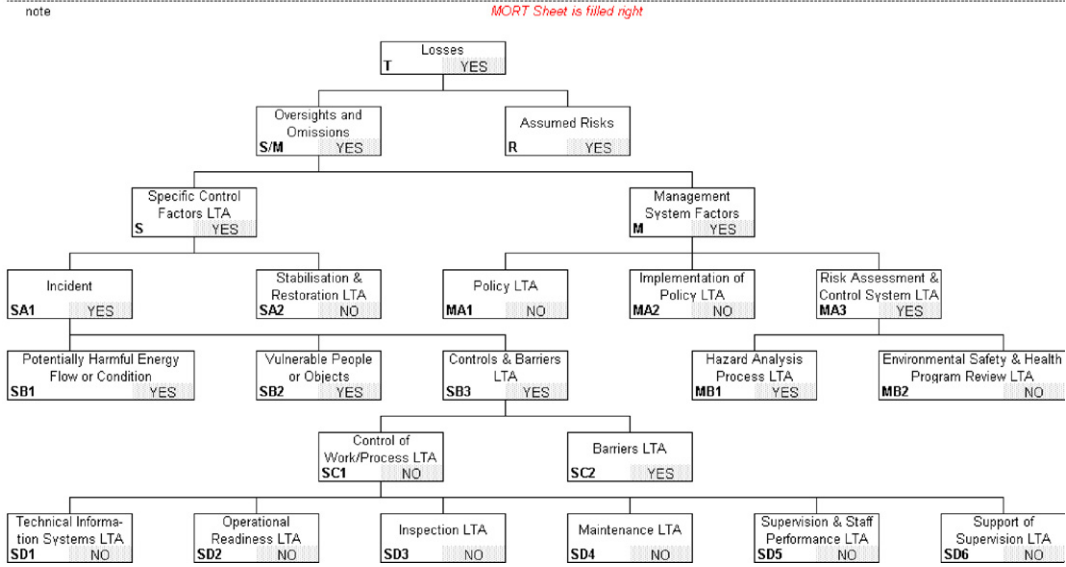 note
MORT Sheet is filled right
Losses
T YES
Oversights and
Omissions
S/M YES
Assumed Risks
R YES
Specific Control
Factors LTA
S YES
Management
System Factors
M YES
Incident
SA1 YES
Stabilisation &
Restoration LTA
SA2 NO
Policy LTA
MA1 NO
Implementation of
Policy LTA
MA2 NO
Risk Assessment &
Control System LTA
MA3 YES
Potentially Harmful Energy
Flow or Condition
SB1 YES
Vulnerable People
or Objects
SB2 YES
Controls & Barriers
LTA
SB3 YES
Hazard Analysis
Process LTA
MB1 YES
Environmental Safety & Health
Program Review LTA
MB2 NO
Control of
Work/Process LTA
SC1 NO
Barriers LTA
SC2 YES
Technical Informa-
tion Systems LTA
SD1 NO
Operational
Readiness LTA
SD2 NO
Inspection LTA
SD3 NO
Maintenance LTA
SD4 NO
Supervision & Staff
Performance LTA
SD5 NO
Support of
Supervision LTA
SD6 NO